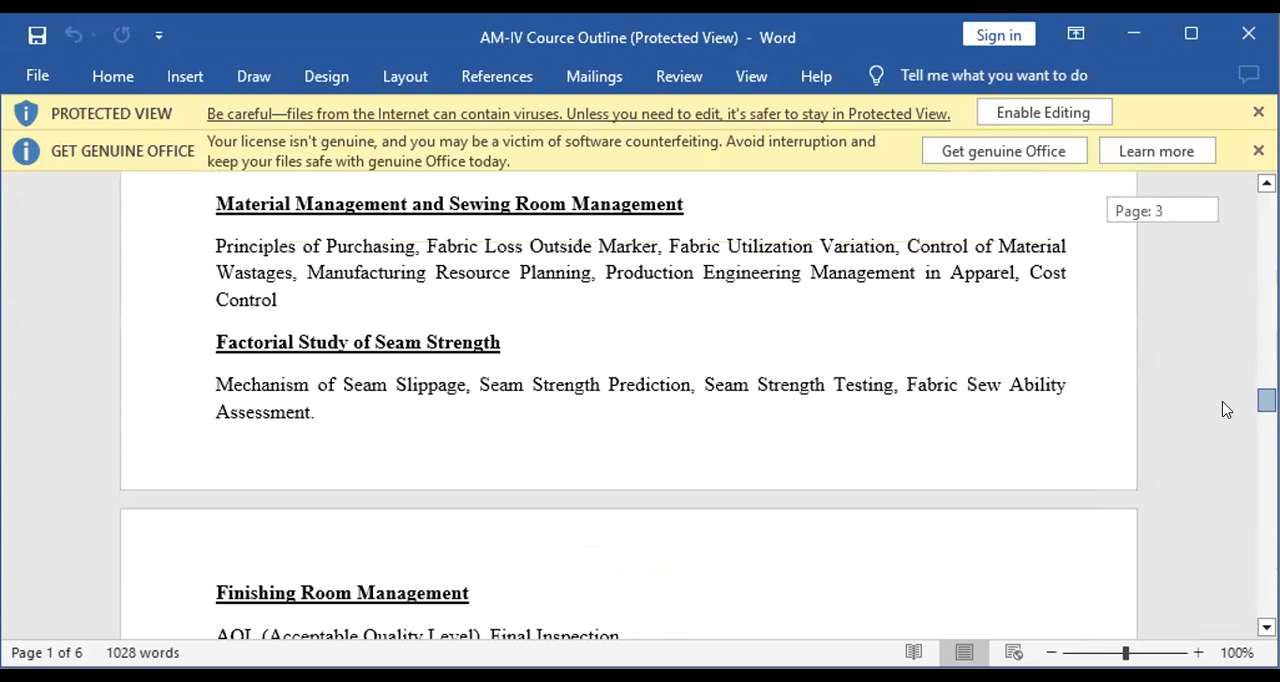 AM-IV Cource Outline (Protected View) - Word
Sign in
File Home Insert Draw Design Layout References Mailings Review View Help Tell me what you want to do
PROTECTED VIEW Be careful—files from the Internet can contain viruses. Unless you need to edit, it's safer to stay in Protected View. Enable Editing
GET GENUINE OFFICE Your license isn't genuine, and you may be a victim of software counterfeiting. Avoid interruption and
keep your files safe with genuine Office today.
Get genuine Office Learn more
Material Management and Sewing Room Management
Page: 3
Principles of Purchasing, Fabric Loss Outside Marker, Fabric Utilization Variation, Control of Material
Wastages, Manufacturing Resource Planning, Production Engineering Management in Apparel, Cost
Control
Factorial Study of Seam Strength
Mechanism of Seam Slippage, Seam Strength Prediction, Seam Strength Testing, Fabric Sew Ability
Assessment.
Finishing Room Management
AQL (Acceptable Quality Level), Final Inspection
Page 1 of 6 1028 words 100%